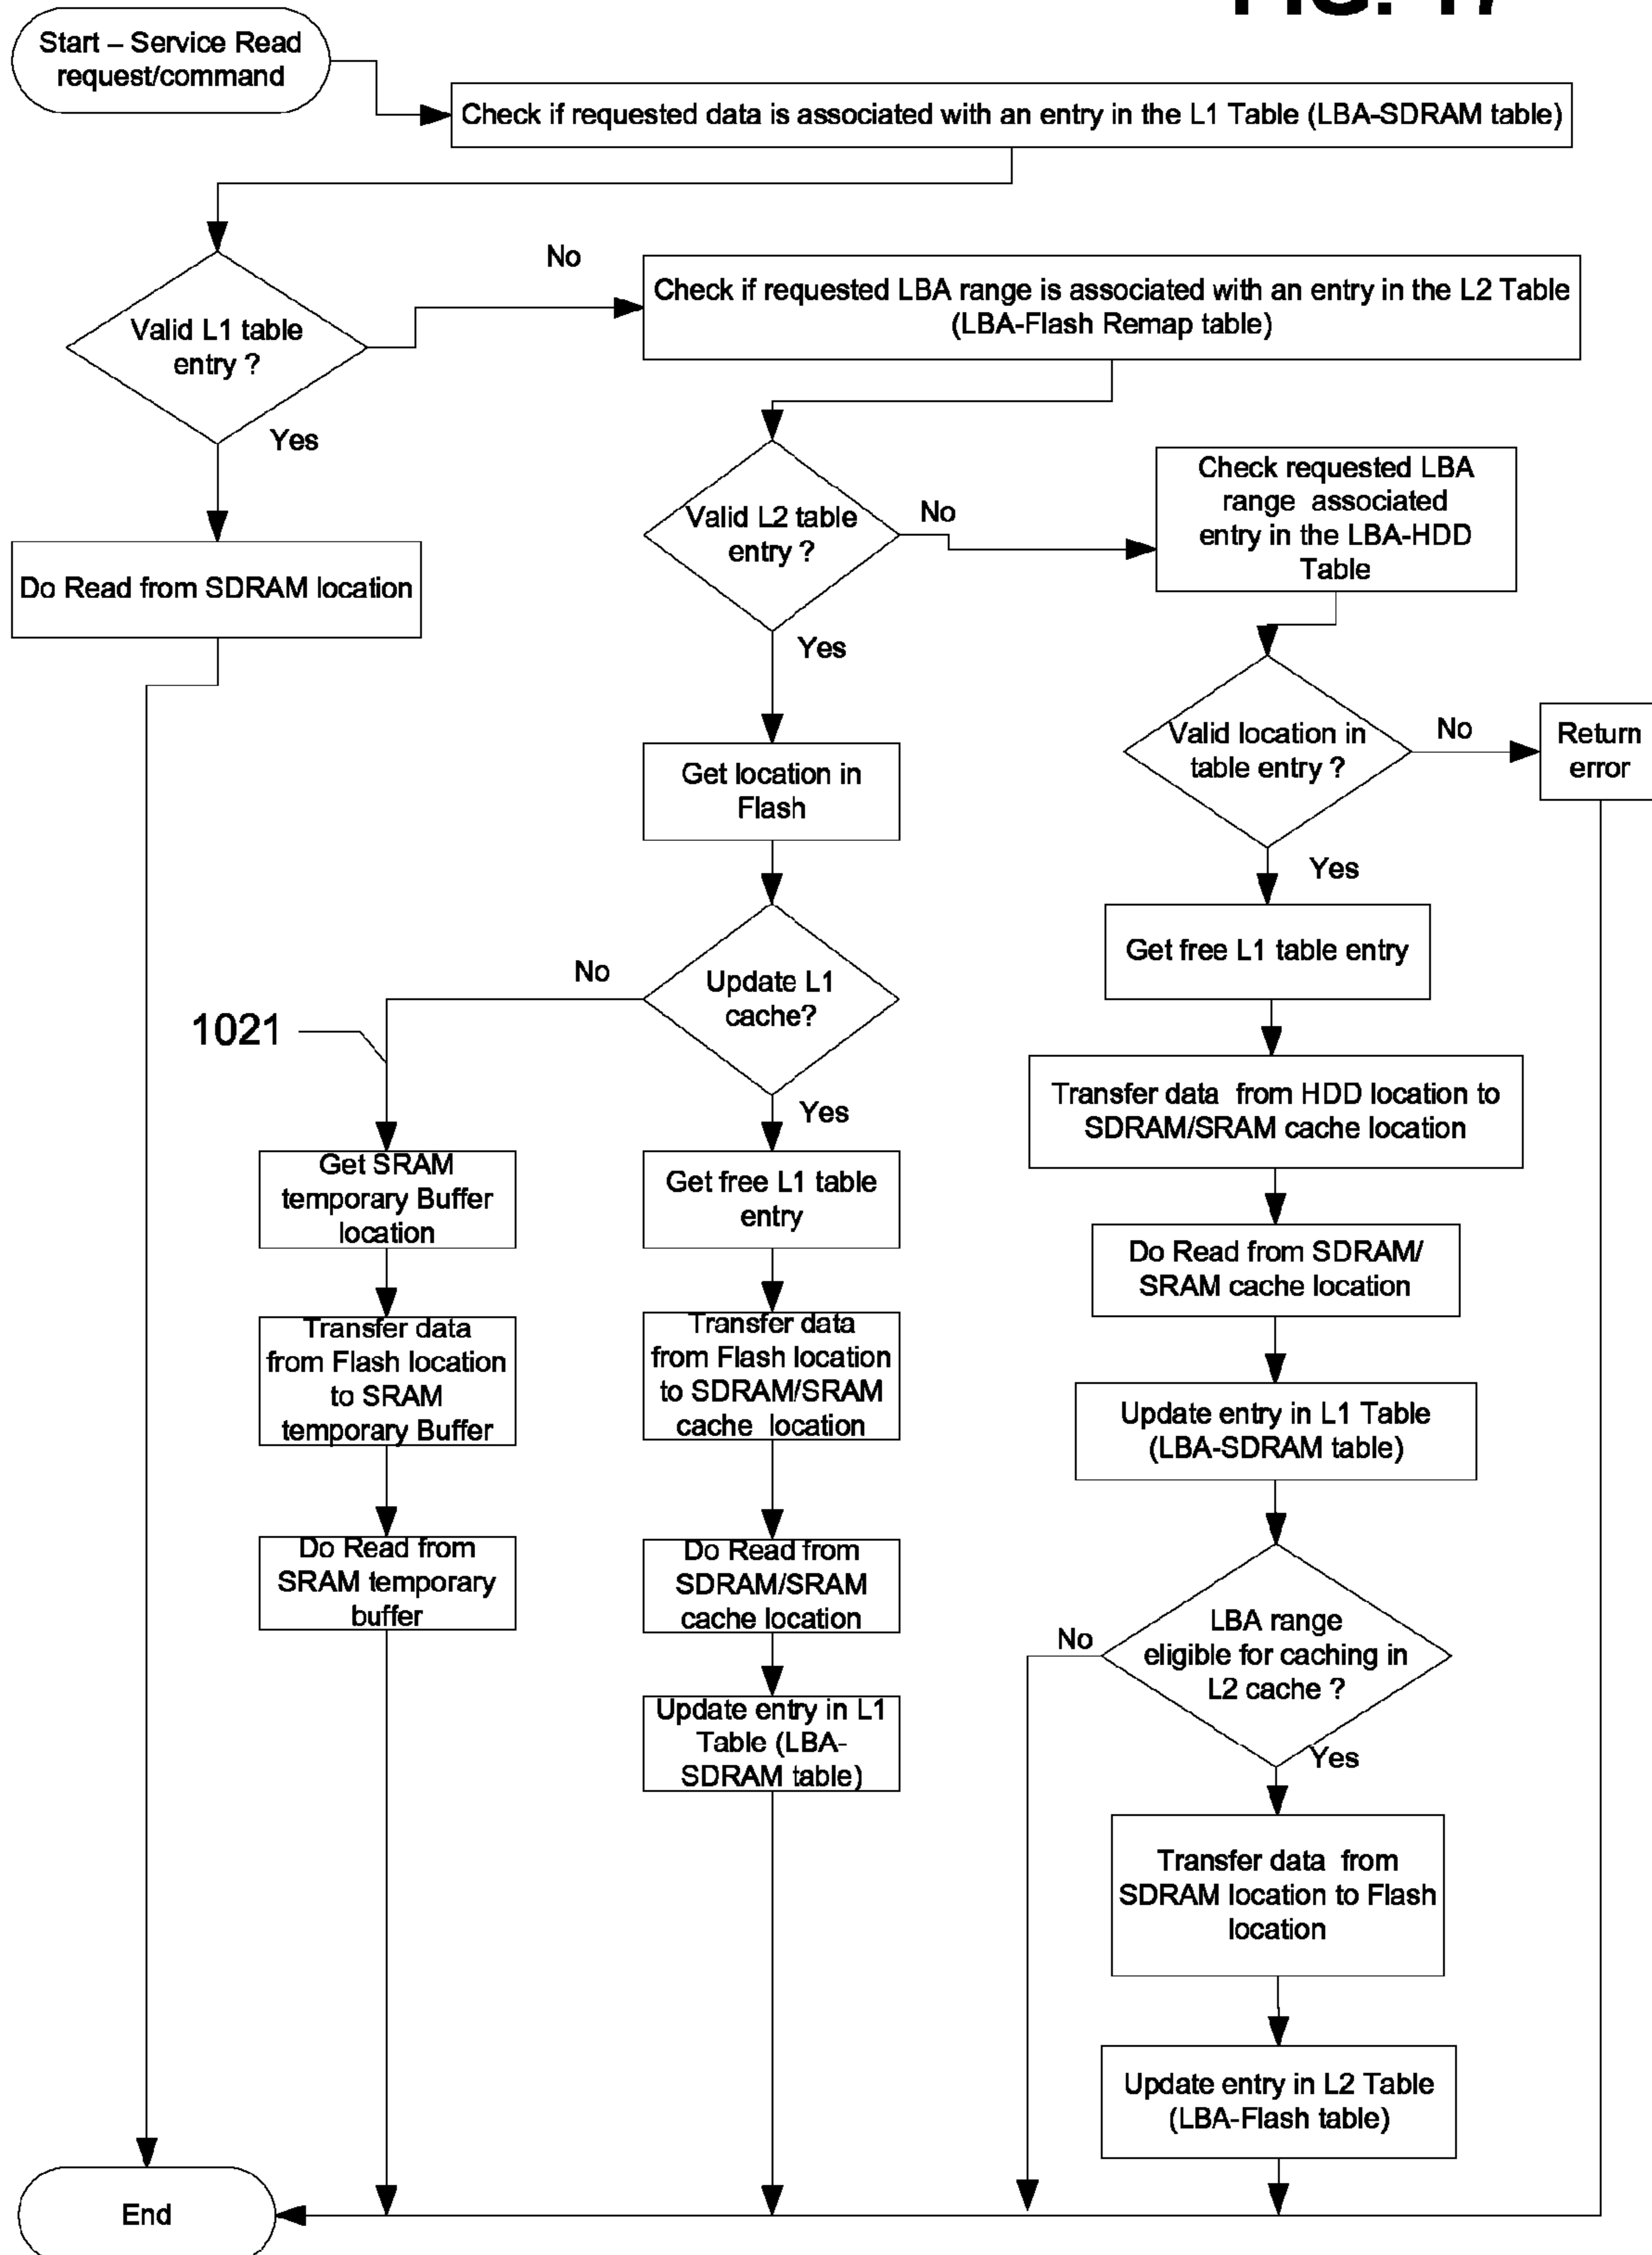 Start – Service Read
request/command
Check if requested data is associated with an entry in the L1 Table (LBA-SDRAM table)
No
Check if requested LBA range is associated with an entry in the L2 Table
(LBA-Flash Remap table)
Valid L1 table
entry ?
Yes
Do Read from SDRAM location
Valid L2 table
entry ?
No
Yes
Check requested LBA
range associated
entry in the LBA-HDD
Table
Valid location in
table entry ?
No
Return
error
Yes
Get location in
Flash
Update L1
cache?
No
1021
Yes
Get free L1 table entry
Transfer data from HDD location to
SDRAM/SRAM cache location
Get SRAM
temporary Buffer
location
Get free L1 table
entry
Do Read from SDRAM/
SRAM cache location
Transfer data
from Flash location
to SRAM
temporary Buffer
Transfer data
from Flash location
to SDRAM/SRAM
cache location
Update entry in L1 Table
(LBA-SDRAM table)
Do Read from
SRAM temporary
buffer
Do Read from
SDRAM/SRAM
cache location
LBA range
eligible for caching in
L2 cache ?
No
Yes
Update entry in L1
Table (LBA-
SDRAM table)
Transfer data from
SDRAM location to Flash
location
Update entry in L2 Table
(LBA-Flash table)
End